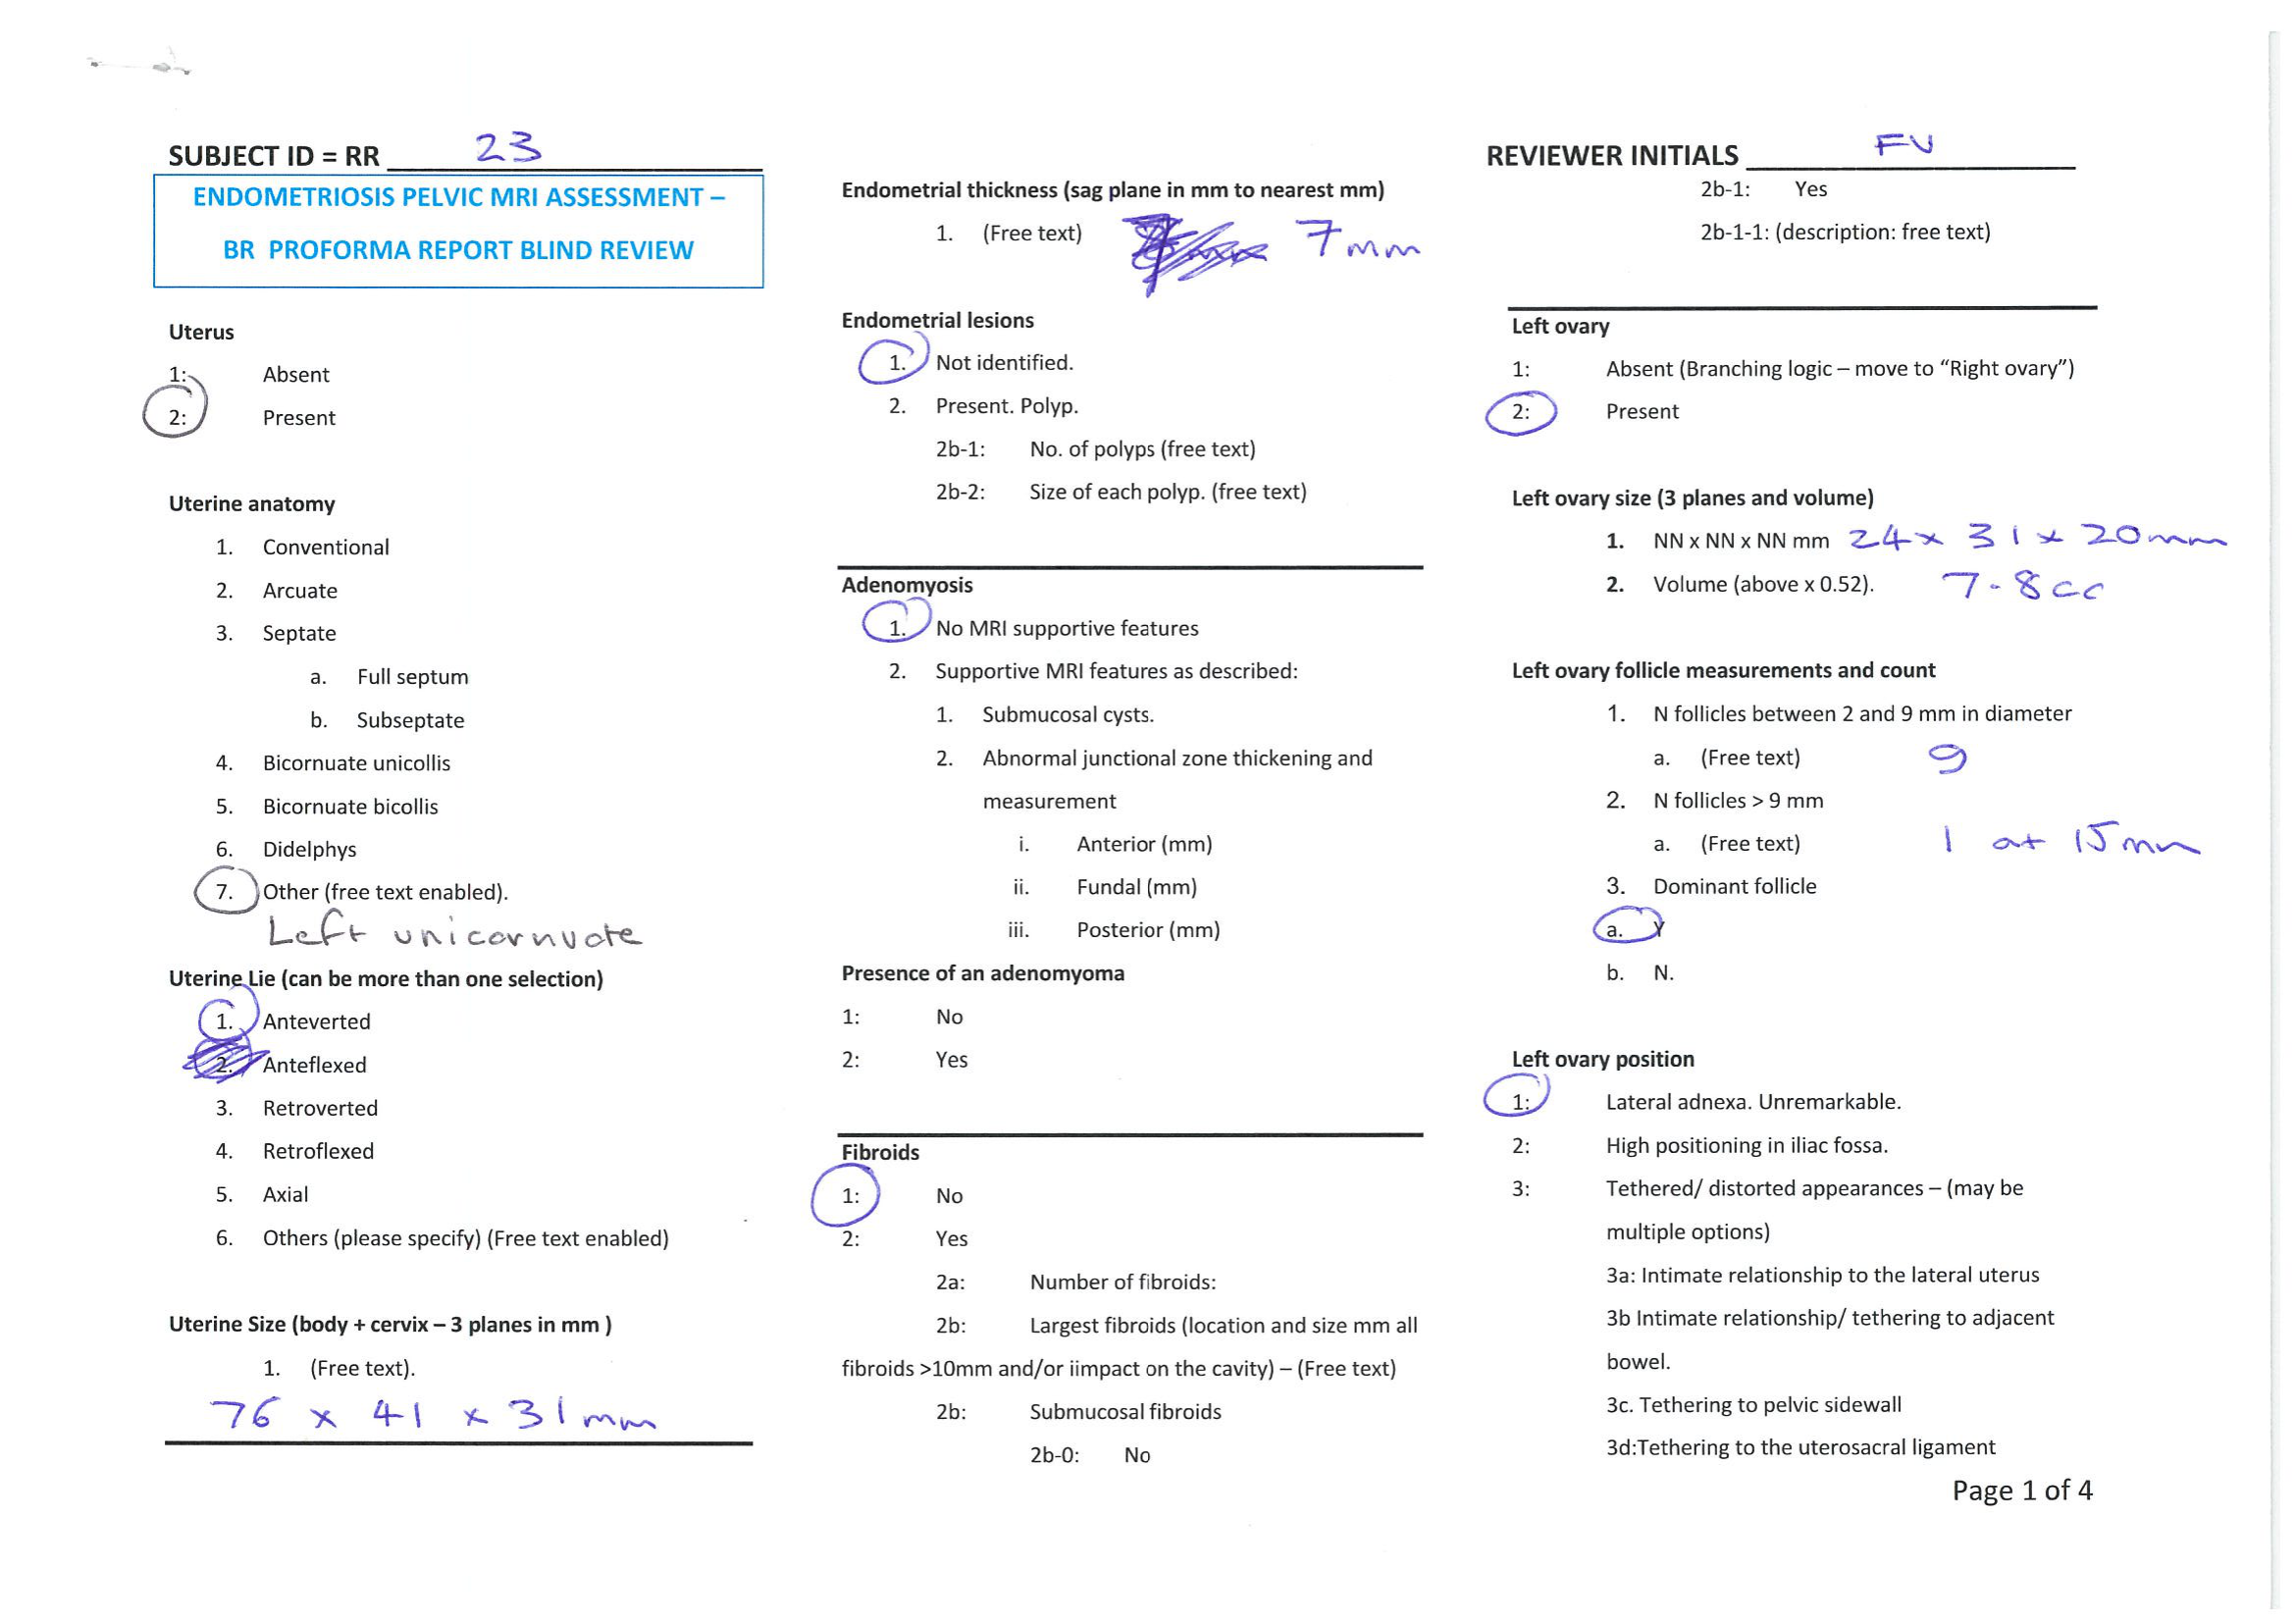 SUBJECT ID = RR 23
ENDOMETRIOSIS PELVIC MRI ASSESSMENT –
BR PROFORMA REPORT BLIND REVIEW
Uterus
1: Absent
2: Present
Uterine anatomy
1. Conventional
2. Arcuate
3. Septate
a. Full septum
b. Subseptate
4. Bicornuate unicollis
5. Bicornuate bicollis
6. Didelphys
7. Other (free text enabled).
Left unicornuate
Uterine Lie (can be more than one selection)
1. Anteverted
2. Anteflexed
3. Retroverted
4. Retroflexed
5. Axial
6. Others (please specify) (Free text enabled)
Uterine Size (body + cervix – 3 planes in mm )
1. (Free text).
76 x 41 x 31mm
Endometrial thickness (sag plane in mm to nearest mm)
1. (Free text) 7mm
Endometrial lesions
1. Not identified.
2. Present. Polyp.
2b-1: No. of polyps (free text)
2b-2: Size of each polyp. (free text)
Adenomyosis
1. No MRI supportive features
2. Supportive MRI features as described:
1. Submucosal cysts.
2. Abnormal junctional zone thickening and
measurement
i. Anterior (mm)
ii. Fundal (mm)
iii. Posterior (mm)
Presence of an adenomyoma
1: No
2: Yes
Fibroids
1: No
2: Yes
2a: Number of fibroids:
2b: Largest fibroids (location and size mm all
fibroids >10mm and/or iimpact on the cavity) – (Free text)
2b: Submucosal fibroids
2b-0: No
REVIEWER INITIALS FV
2b-1: Yes
2b-1-1: (description: free text)
Left ovary
1: Absent (Branching logic – move to “Right ovary”)
2: Present
Left ovary size (3 planes and volume)
1. NN x NN x NN mm 24x 31 x 20mm
2. Volume (above x 0.52). 7.8cc
Left ovary follicle measurements and count
1. N follicles between 2 and 9 mm in diameter
a. (Free text) 9
2. N follicles > 9 mm
a. (Free text) 1 at 15mm
3. Dominant follicle
a. Y
b. N.
Left ovary position
1: Lateral adnexa. Unremarkable.
2: High positioning in iliac fossa.
3: Tethered/ distorted appearances – (may be
multiple options)
3a: Intimate relationship to the lateral uterus
3b Intimate relationship/ tethering to adjacent
bowel.
3c. Tethering to pelvic sidewall
3d:Tethering to the uterosacral ligament
Page 1 of 4